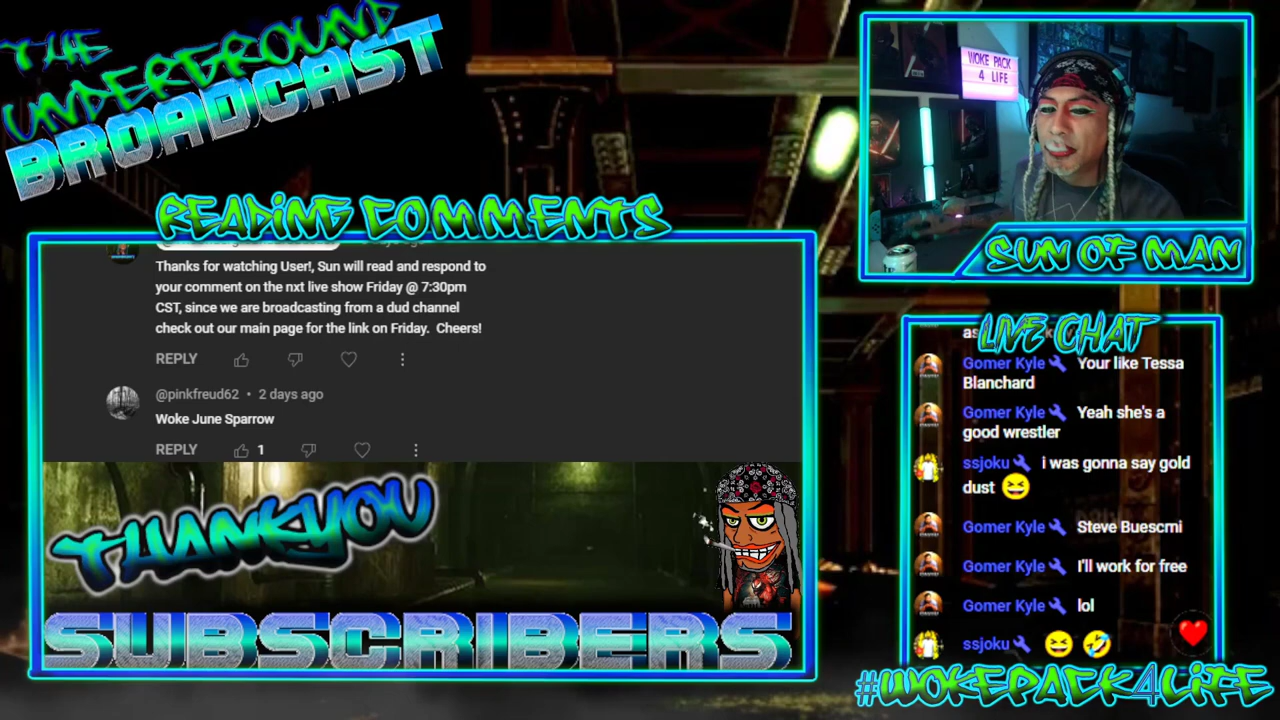 THE
UNDERGROUND
BROADCAST
READING COMMENTS
Thanks for watching User!, Sun will read and respond to
your comment on the nxt live show Friday @ 7:30pm
CST, since we are broadcasting from a dud channel
check out our main page for the link on Friday.  Cheers!
REPLY
@pinkfreud62 • 2 days ago
Woke June Sparrow
REPLY 1
THANKYOU
SUBSCRIBERS
WOKE PACK
4 LIFE
SUN OF MAN
LIVE CHAT
Gomer Kyle Your like Tessa
Blanchard
Gomer Kyle Yeah she's a
good wrestler
ssjoku i was gonna say gold
dust 😆
Gomer Kyle Steve Buescmi
Gomer Kyle I'll work for free
Gomer Kyle lol
ssjoku 😆 🤣
#WOKEPACK4LIFE